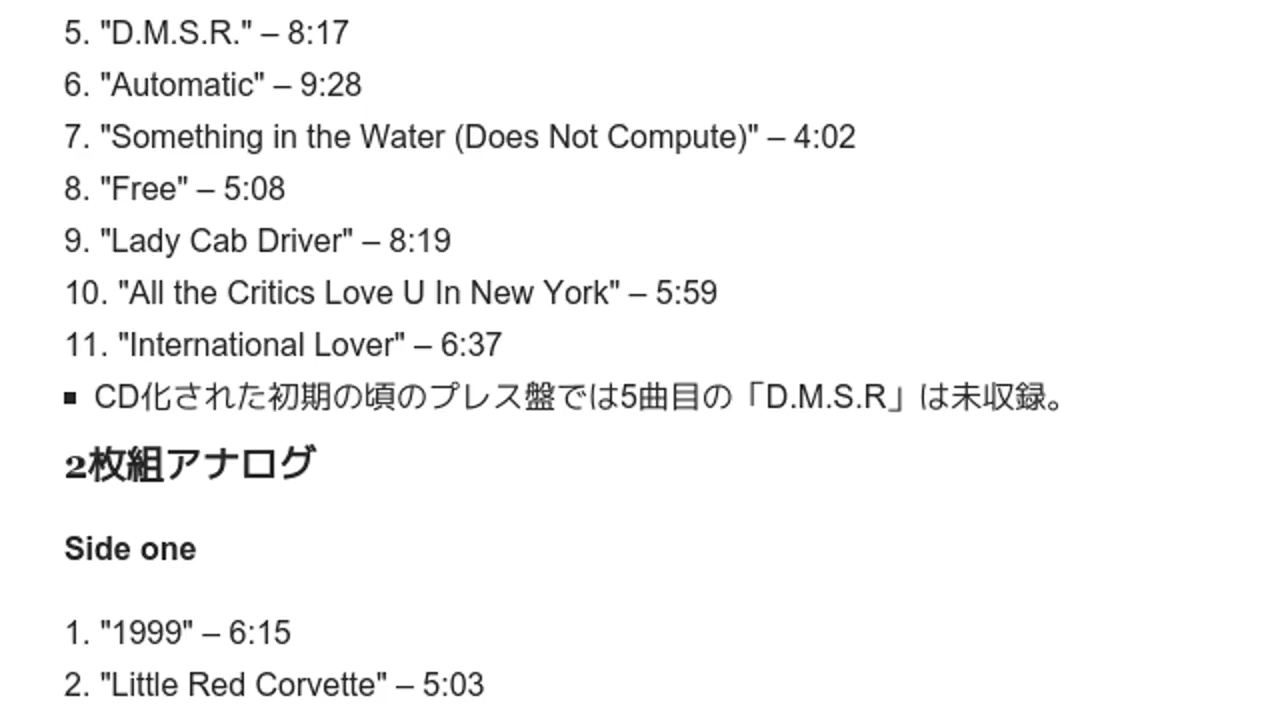 5. "D.M.S.R." – 8:17
6. "Automatic" – 9:28
7. "Something in the Water (Does Not Compute)" – 4:02
8. "Free" – 5:08
9. "Lady Cab Driver" – 8:19
10. "All the Critics Love U In New York" – 5:59
11. "International Lover" – 6:37
▪ CD化された初期の頃のプレス盤では5曲目の「D.M.S.R」は未収録。
2枚組アナログ
Side one
1. "1999" – 6:15
2. "Little Red Corvette" – 5:03